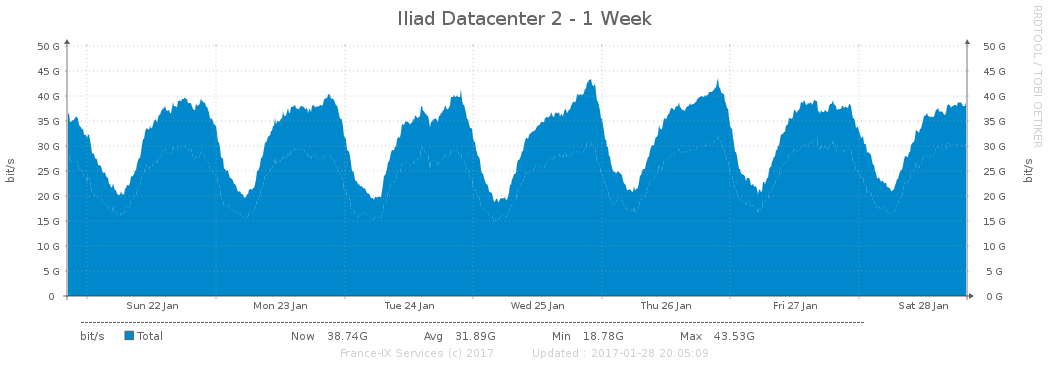 Iliad Datacenter 2 - 1 Week
RRDTOOL / TOBI OETIKER
50 G 50 G
45 G 45 G
40 G 40 G
35 G 35 G
30 G 30 G
25 G 25 G
20 G 20 G
15 G 15 G
10 G 10 G
5 G 5 G
0 0 G
bit/s bit/s
Sun 22 Jan Mon 23 Jan Tue 24 Jan Wed 25 Jan Thu 26 Jan Fri 27 Jan Sat 28 Jan
bit/s Total Now 38.74G Avg 31.89G Min 18.78G Max 43.53G
France-IX Services (c) 2017 Updated : 2017-01-28 20:05:09